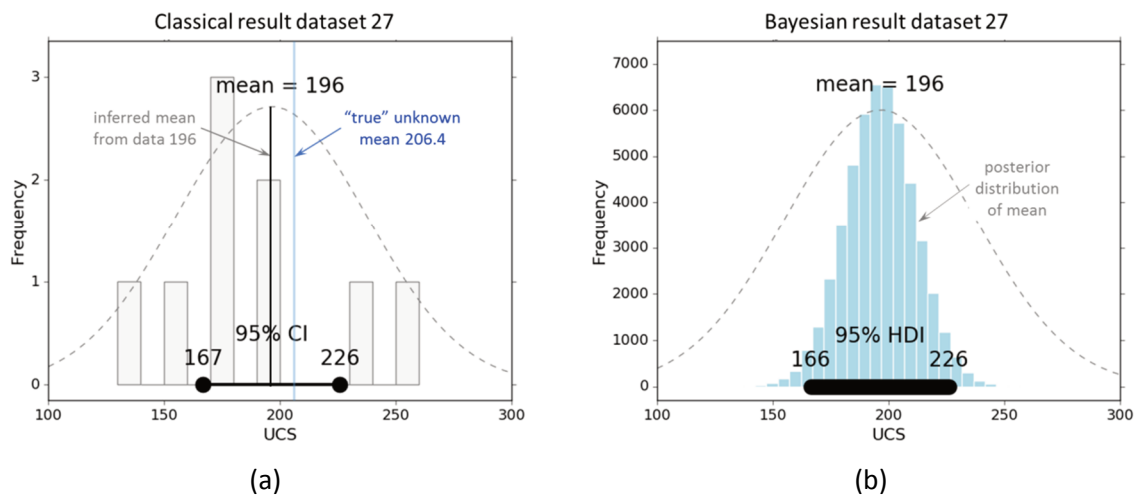 Classical result dataset 27
3
2
1
0
Frequency
mean = 196
inferred mean
from data 196
"true" unknown
mean 206.4
95% CI
167
226
100
150
200
250
300
UCS
(a)
Bayesian result dataset 27
7000
6000
5000
4000
3000
2000
1000
0
Frequency
mean = 196
posterior
distribution
of mean
95% HDI
166
226
100
150
200
250
300
UCS
(b)